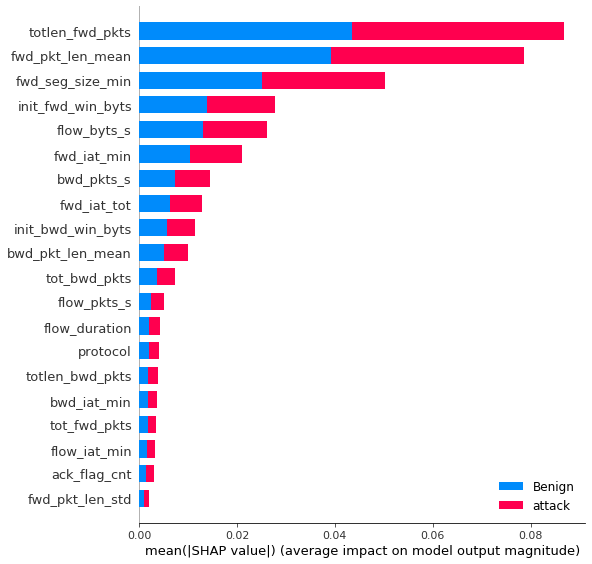 totlen_fwd_pkts
fwd_pkt_len_mean
fwd_seg_size_min
init_fwd_win_byts
flow_byts_s
fwd_iat_min
bwd_pkts_s
fwd_iat_tot
init_bwd_win_byts
bwd_pkt_len_mean
tot_bwd_pkts
flow_pkts_s
flow_duration
protocol
totlen_bwd_pkts
bwd_iat_min
tot_fwd_pkts
flow_iat_min
ack_flag_cnt
fwd_pkt_len_std
Benign
attack
0.00 0.02 0.04 0.06 0.08
mean(|SHAP value|) (average impact on model output magnitude)